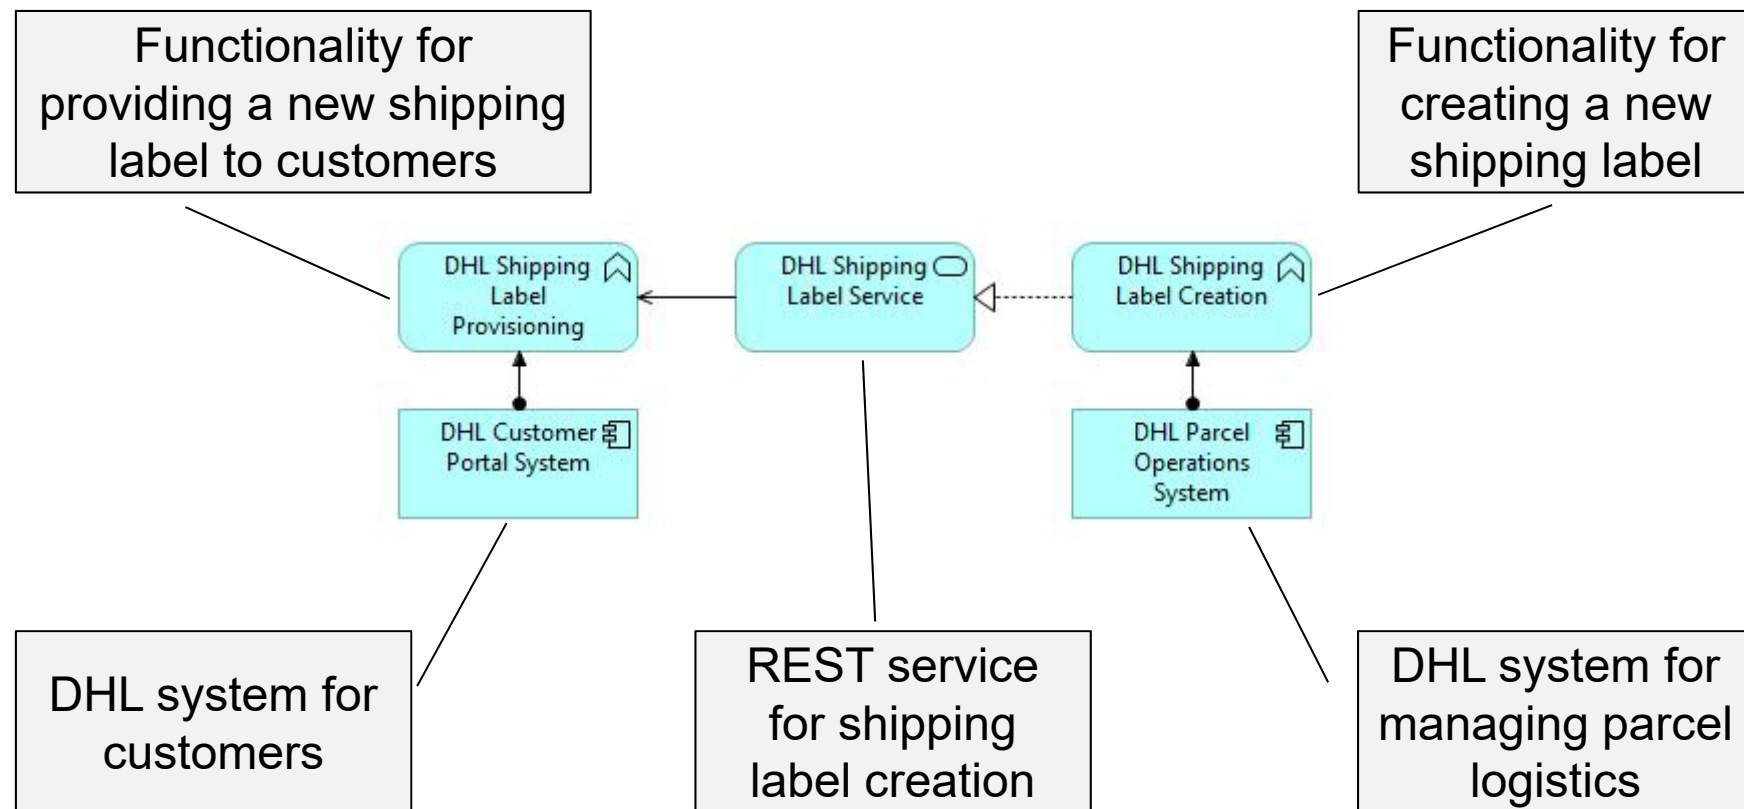 Functionality for
providing a new shipping
label to customers
Functionality for
creating a new
shipping label
DHL Shipping
Label
Provisioning
DHL Shipping
Label Service
DHL Shipping
Label Creation
DHL Customer
Portal System
DHL Parcel
Operations
System
DHL system for
customers
REST service
for shipping
label creation
DHL system for
managing parcel
logistics